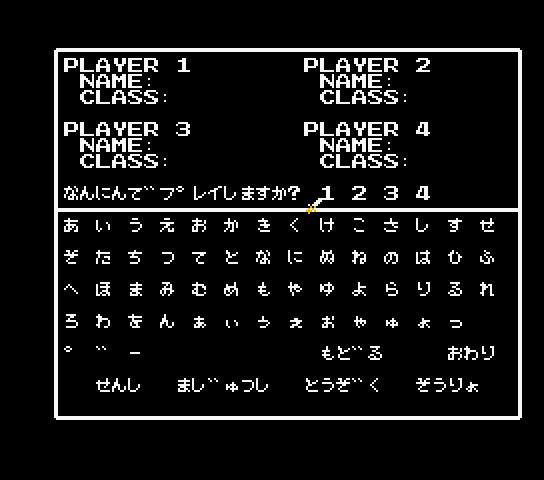 PLAYER 1 PLAYER 2
NAME: NAME:
CLASS: CLASS:
PLAYER 3 PLAYER 4
NAME: NAME:
CLASS: CLASS:
なんにんて゛フ゜レイしますか? 1 2 3 4
あ い う え お か き く け こ さ し す せ
そ た ち つ て と な に ぬ ね の は ひ ふ
へ ほ ま み む め も や ゆ よ ら り る れ
ろ わ を ん ぁ ぃ ぅ ぇ ぉ ゃ ゅ ょ っ
゜ ゛ ー もと゛る おわり
せんし まし゛ゅつし とうそ゛く そうりょ